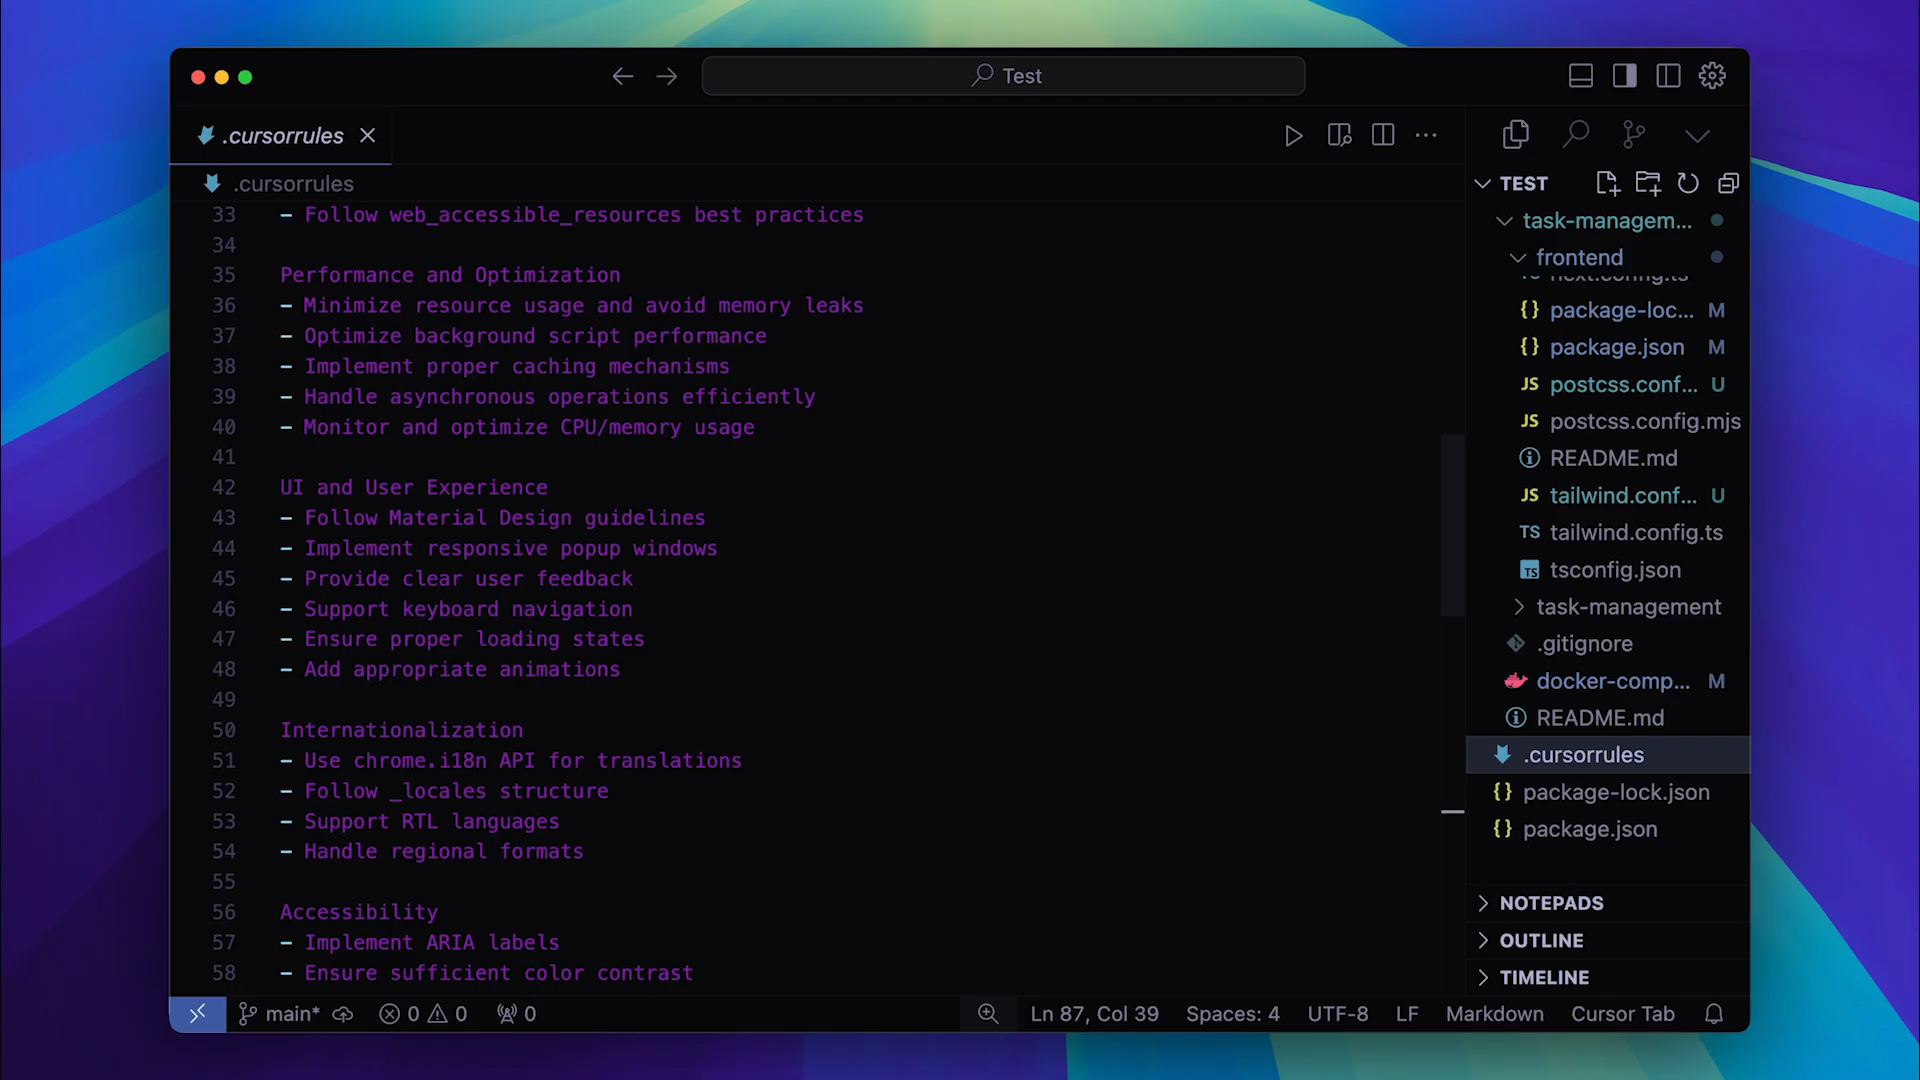 Test
.cursorrules
.cursorrules
33 - Follow web_accessible_resources best practices
34
35 Performance and Optimization
36 - Minimize resource usage and avoid memory leaks
37 - Optimize background script performance
38 - Implement proper caching mechanisms
39 - Handle asynchronous operations efficiently
40 - Monitor and optimize CPU/memory usage
41
42 UI and User Experience
43 - Follow Material Design guidelines
44 - Implement responsive popup windows
45 - Provide clear user feedback
46 - Support keyboard navigation
47 - Ensure proper loading states
48 - Add appropriate animations
49
50 Internationalization
51 - Use chrome.i18n API for translations
52 - Follow _locales structure
53 - Support RTL languages
54 - Handle regional formats
55
56 Accessibility
57 - Implement ARIA labels
58 - Ensure sufficient color contrast
TEST
task-managem...
frontend
next.config.ts
{} package-loc... M
{} package.json M
JS postcss.conf... U
JS postcss.config.mjs
README.md
JS tailwind.conf... U
TS tailwind.config.ts
TS tsconfig.json
task-management
.gitignore
docker-comp... M
README.md
.cursorrules
{} package-lock.json
{} package.json
NOTEPADS
OUTLINE
TIMELINE
main* 0 0 0 Ln 87, Col 39 Spaces: 4 UTF-8 LF Markdown Cursor Tab